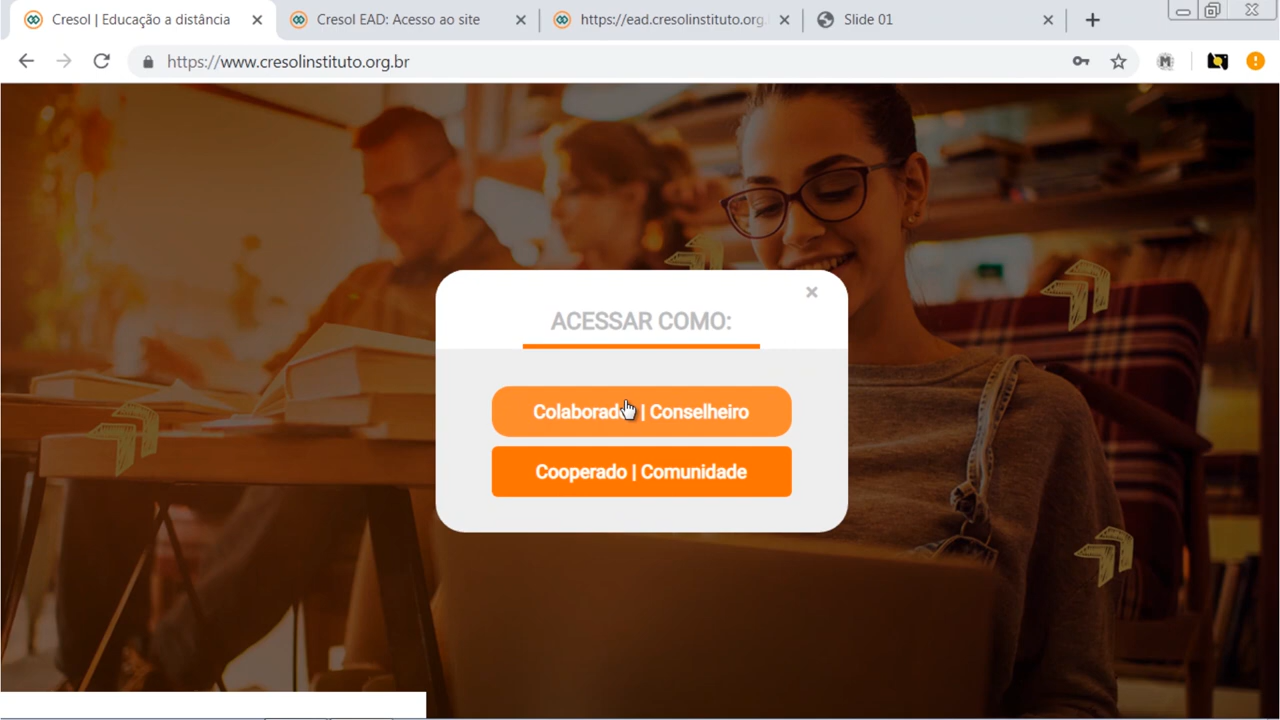 Cresol | Educação a distância
Cresol EAD: Acesso ao site
https://ead.cresolinstituto.org.
Slide 01
https://www.cresolinstituto.org.br
ACESSAR COMO:
| Conselheiro
Cooperado | Comunidade